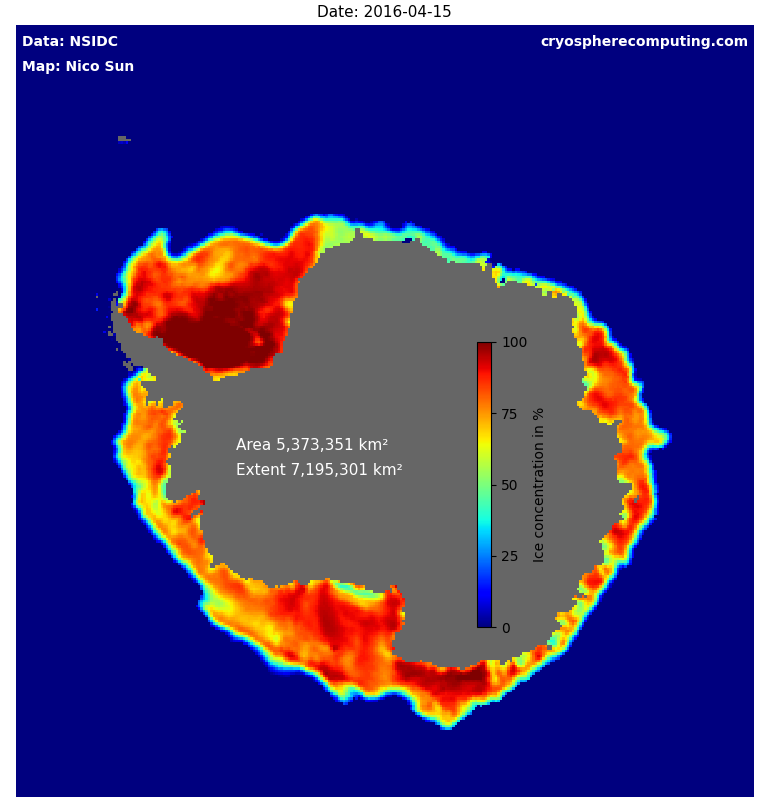 Date: 2016-04-15
Data: NSIDC
cryospherecomputing.com
Map: Nico Sun
Area 5,373,351 km²
Extent 7,195,301 km²
100
75
50
25
0
Ice concentration in %